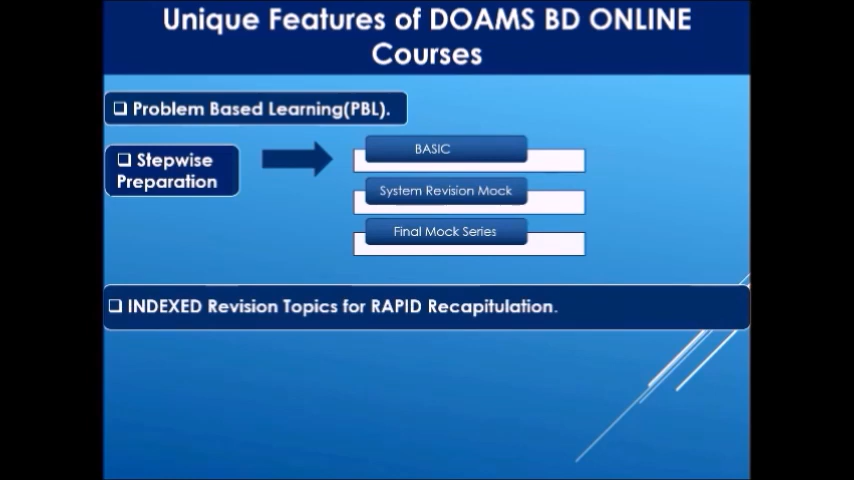 Unique Features of DOAMS BD ONLINE
Courses
❑ Problem Based Learning(PBL).
❑ Stepwise
Preparation
BASIC
System Revision Mock
Final Mock Series
❑ INDEXED Revision Topics for RAPID Recapitulation.